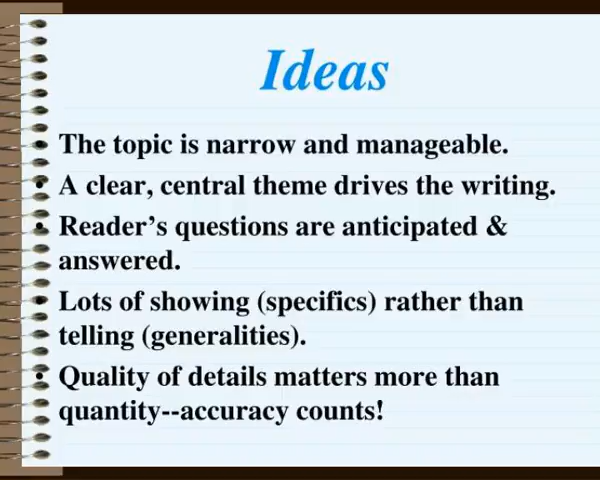 Ideas
The topic is narrow and manageable.
• A clear, central theme drives the writing.
• Reader’s questions are anticipated &
answered.
• Lots of showing (specifics) rather than
telling (generalities).
• Quality of details matters more than
quantity--accuracy counts!